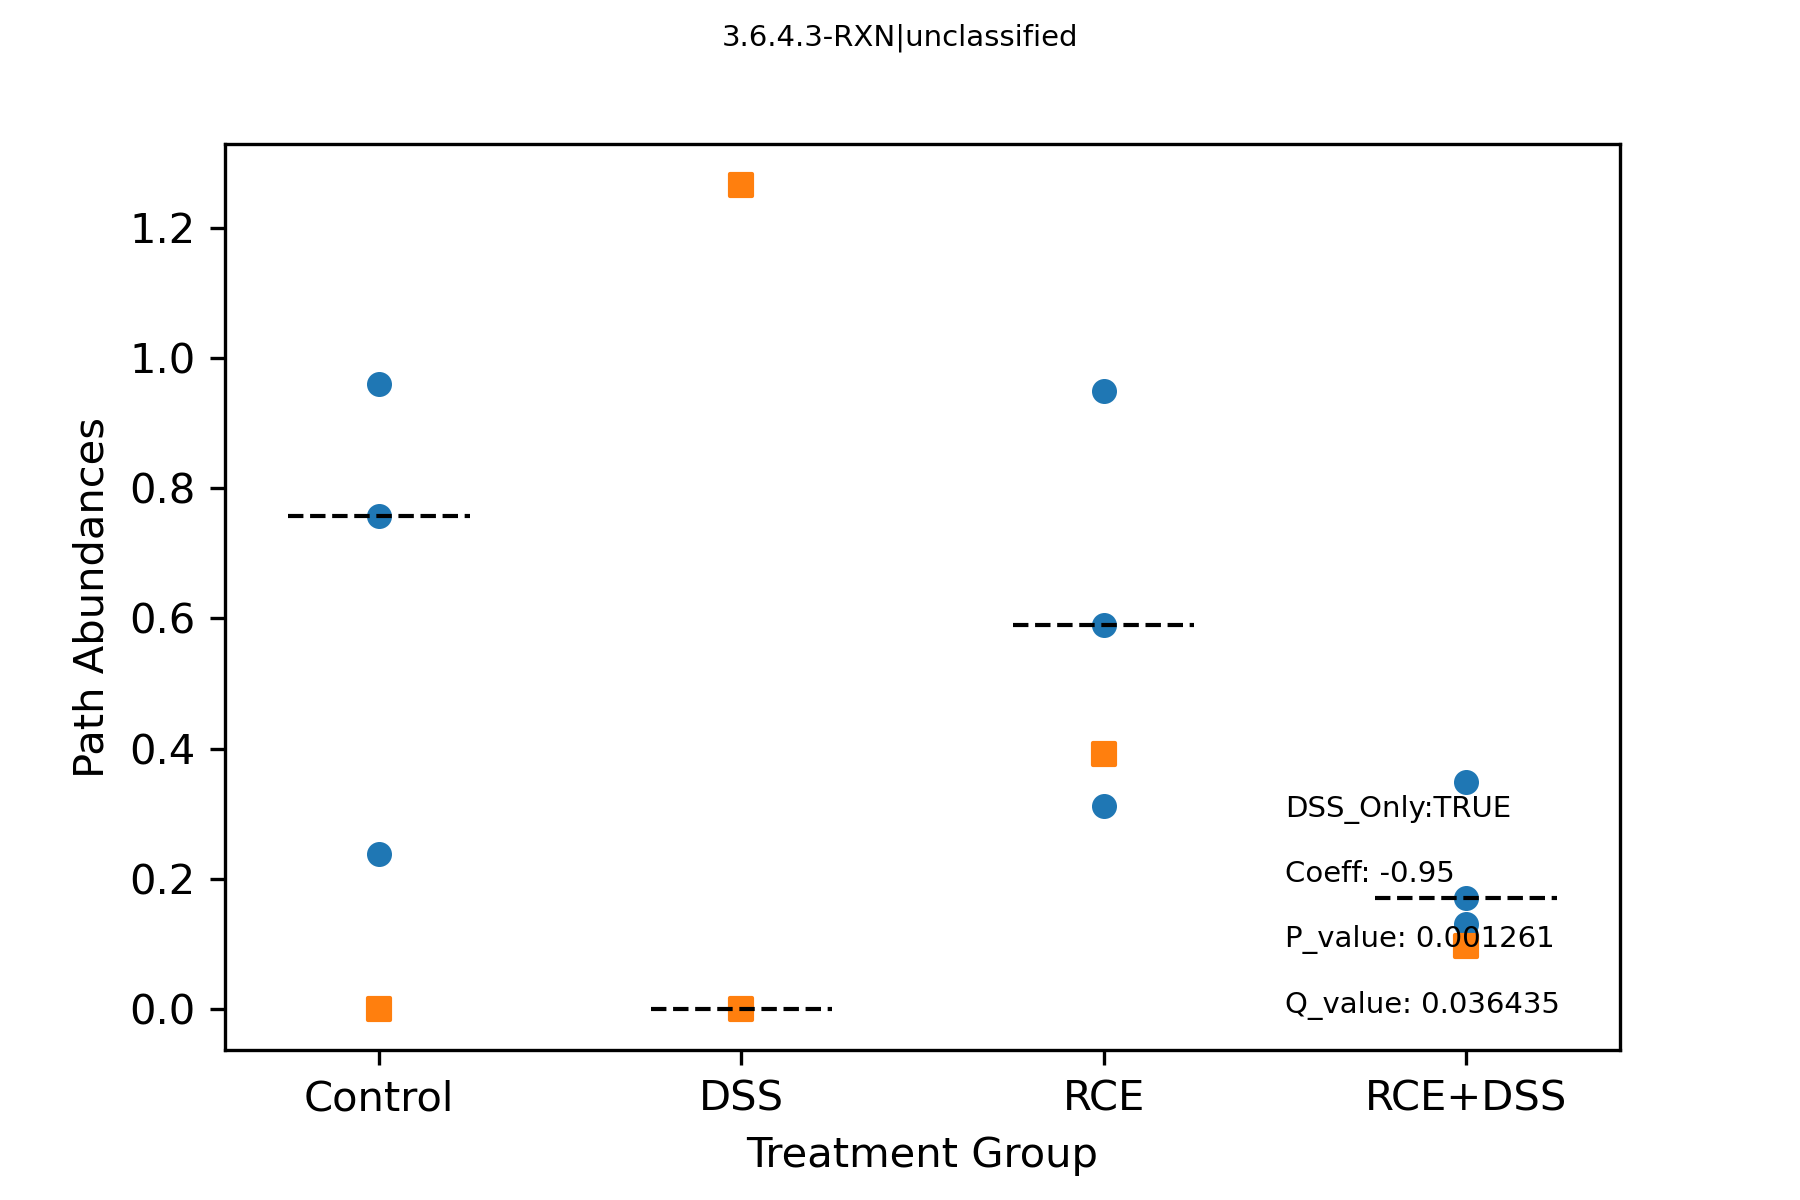 3.6.4.3-RXN|unclassified
Path Abundances
1.2
1.0
0.8
0.6
0.4
0.2
0.0
DSS_Only:TRUE
Coeff: -0.95
P_value: 0.001261
Q_value: 0.036435
Control DSS RCE RCE+DSS
Treatment Group